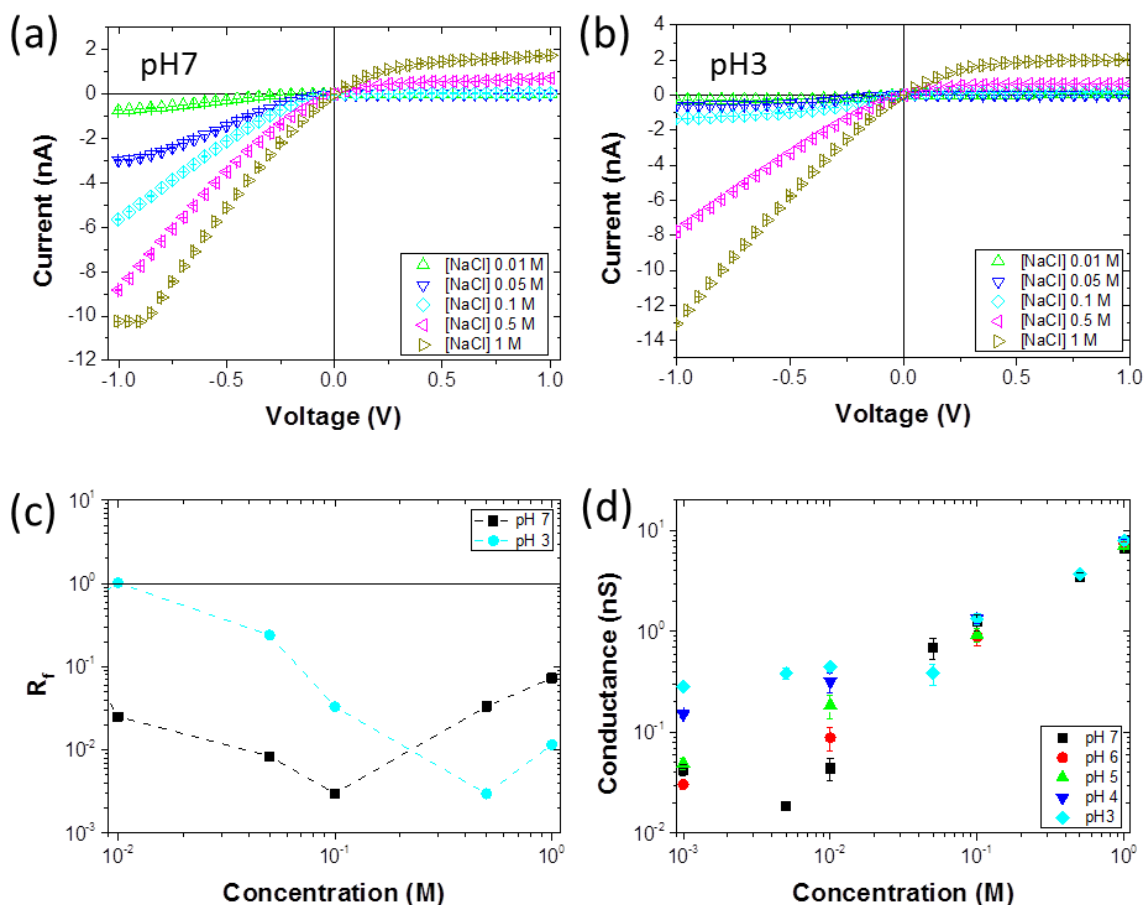 (a)
pH7
Current (nA)
2
0
-2
-4
-6
-8
-10
-12
-1.0
-0.5
0.0
0.5
1.0
Voltage (V)
[NaCl] 0.01 M
[NaCl] 0.05 M
[NaCl] 0.1 M
[NaCl] 0.5 M
[NaCl] 1 M
(b)
pH3
Current (nA)
4
2
0
-2
-4
-6
-8
-10
-12
-14
-15
-1.0
-0.5
0.0
0.5
1.0
Voltage (V)
[NaCl] 0.01 M
[NaCl] 0.05 M
[NaCl] 0.1 M
[NaCl] 0.5 M
[NaCl] 1 M
(c)
Rf
10^1
10^0
10^-1
10^-2
10^-3
10^-2
10^-1
10^0
Concentration (M)
pH 7
pH 3
(d)
Conductance (nS)
10^1
10^0
10^-1
10^-2
10^-3
10^-2
10^-1
10^0
Concentration (M)
pH 7
pH 6
pH 5
pH 4
pH3